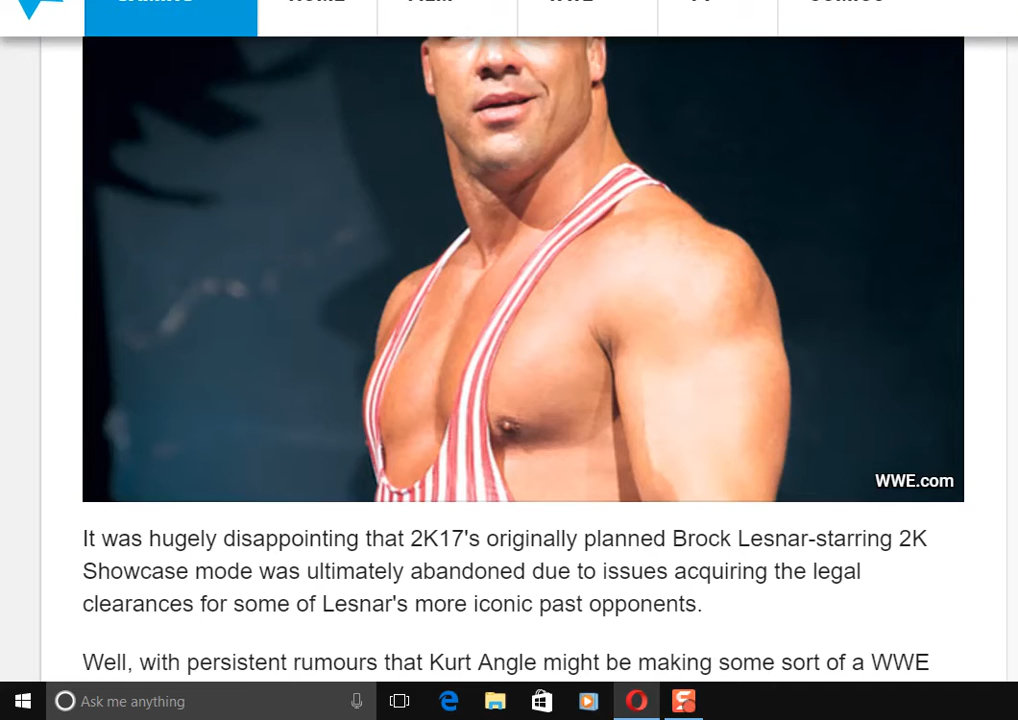 HOME
WWE.com
It was hugely disappointing that 2K17's originally planned Brock Lesnar-starring 2K
Showcase mode was ultimately abandoned due to issues acquiring the legal
clearances for some of Lesnar's more iconic past opponents.
Well, with persistent rumours that Kurt Angle might be making some sort of a WWE
Ask me anything